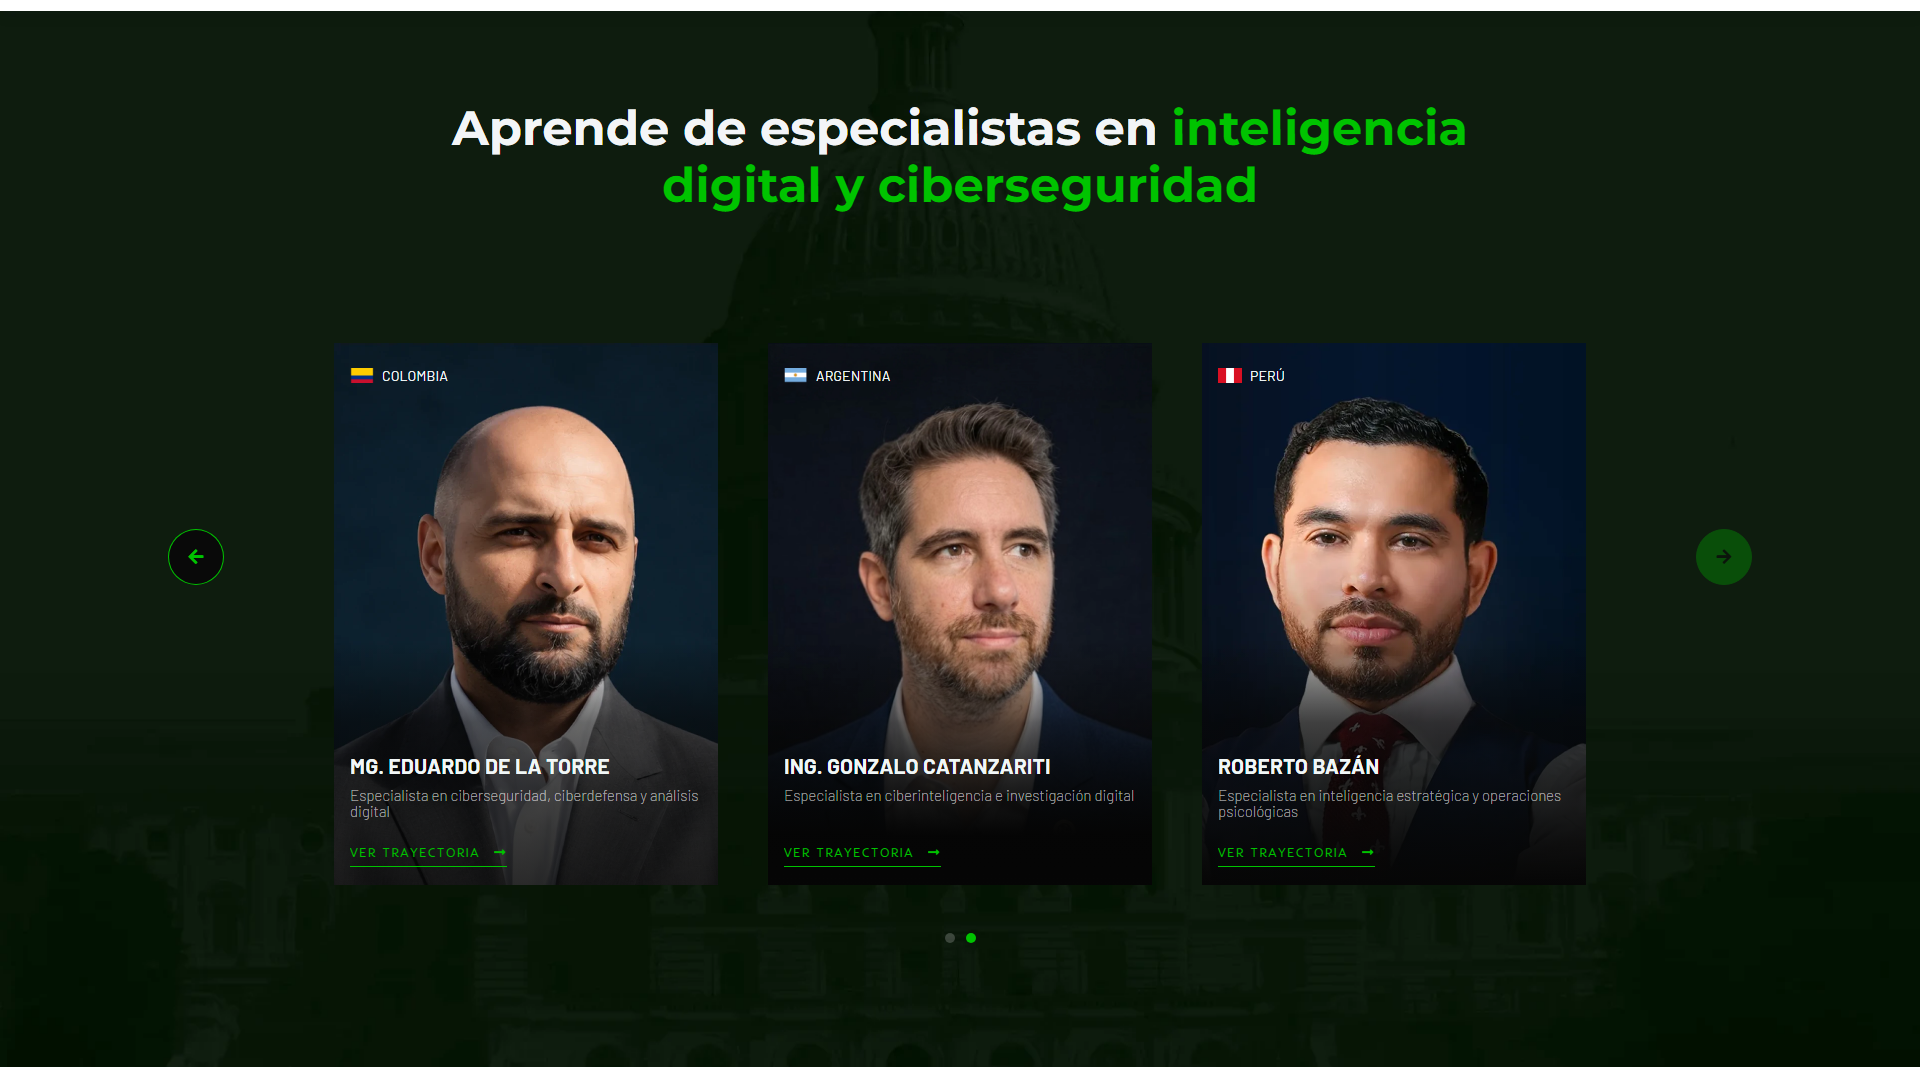 Aprende de especialistas en inteligencia
digital y ciberseguridad
COLOMBIA
MG. EDUARDO DE LA TORRE
Especialista en ciberseguridad, ciberdefensa y análisis
digital
VER TRAYECTORIA
ARGENTINA
ING. GONZALO CATANZARITI
Especialista en ciberinteligencia e investigación digital
VER TRAYECTORIA
PERÚ
ROBERTO BAZÁN
Especialista en inteligencia estratégica y operaciones
psicológicas
VER TRAYECTORIA